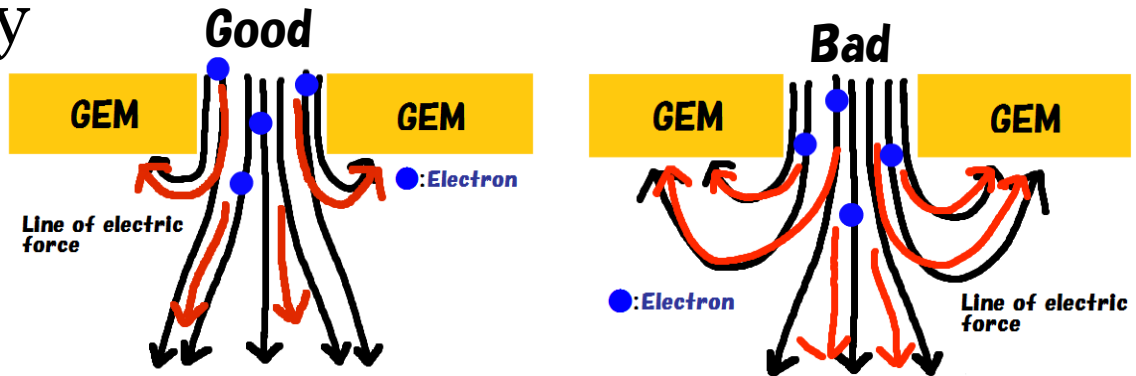 y
Good
Bad
GEM
GEM
GEM
GEM
:Electron
Line of electric
force
:Electron
Line of electric
force